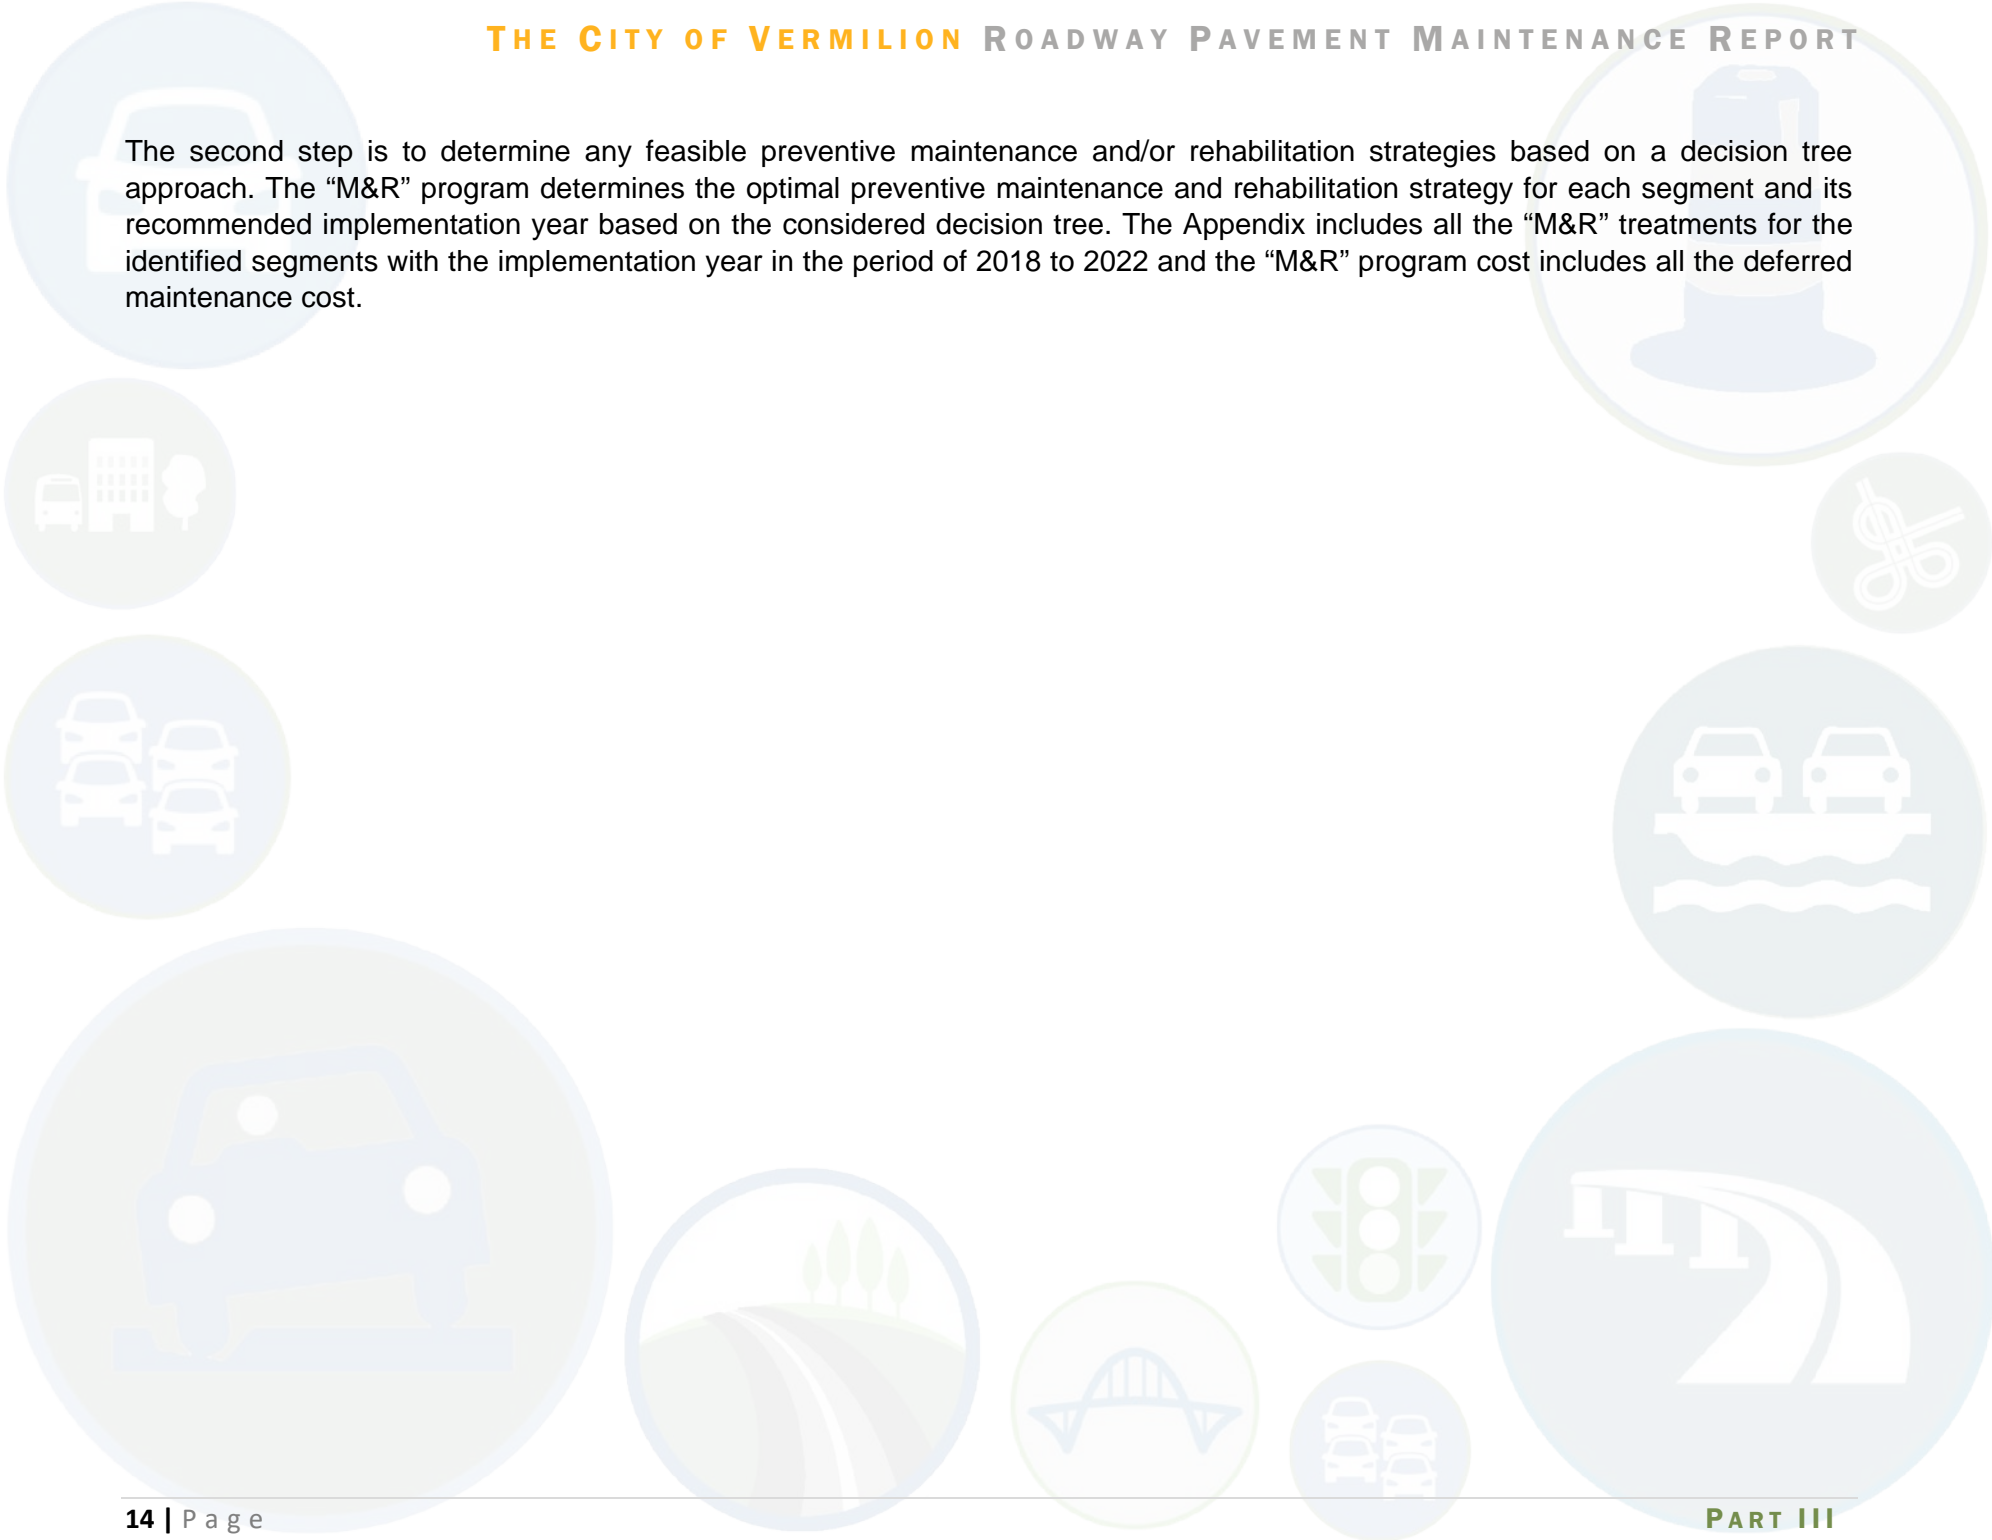 THE CITY OF VERMILION ROADWAY PAVEMENT MAINTENANCE REPORT
The second step is to determine any feasible preventive maintenance and/or rehabilitation strategies based on a decision tree
approach. The “M&R” program determines the optimal preventive maintenance and rehabilitation strategy for each segment and its
recommended implementation year based on the considered decision tree. The Appendix includes all the “M&R” treatments for the
identified segments with the implementation year in the period of 2018 to 2022 and the “M&R” program cost includes all the deferred
maintenance cost.
14 | Page
PART III